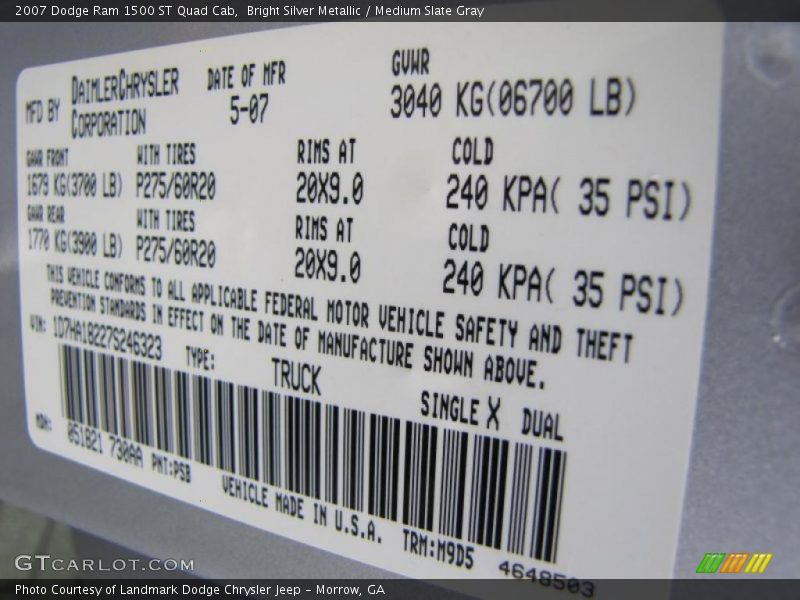 2007 Dodge Ram 1500 ST Quad Cab, Bright Silver Metallic / Medium Slate Gray
MFD BY DAIMLERCHRYSLER CORPORATION DATE OF MFR 5-07 GVWR 3040 KG(06700 LB)
GAWR FRONT WITH TIRES RIMS AT COLD
1679 KG(3700 LB) P275/60R20 20X9.0 240 KPA( 35 PSI)
GAWR REAR WITH TIRES RIMS AT COLD
1770 KG(3900 LB) P275/60R20 20X9.0 240 KPA( 35 PSI)
THIS VEHICLE CONFORMS TO ALL APPLICABLE FEDERAL MOTOR VEHICLE SAFETY AND THEFT
PREVENTION STANDARDS IN EFFECT ON THE DATE OF MANUFACTURE SHOWN ABOVE.
VIN: 1D7HA18227S246323 TYPE: TRUCK SINGLE X DUAL
MDH: 051821 730AA PNT:PSB
VEHICLE MADE IN U.S.A. TRM:M9D5 4648503
GTCARLOT.COM
Photo Courtesy of Landmark Dodge Chrysler Jeep – Morrow, GA